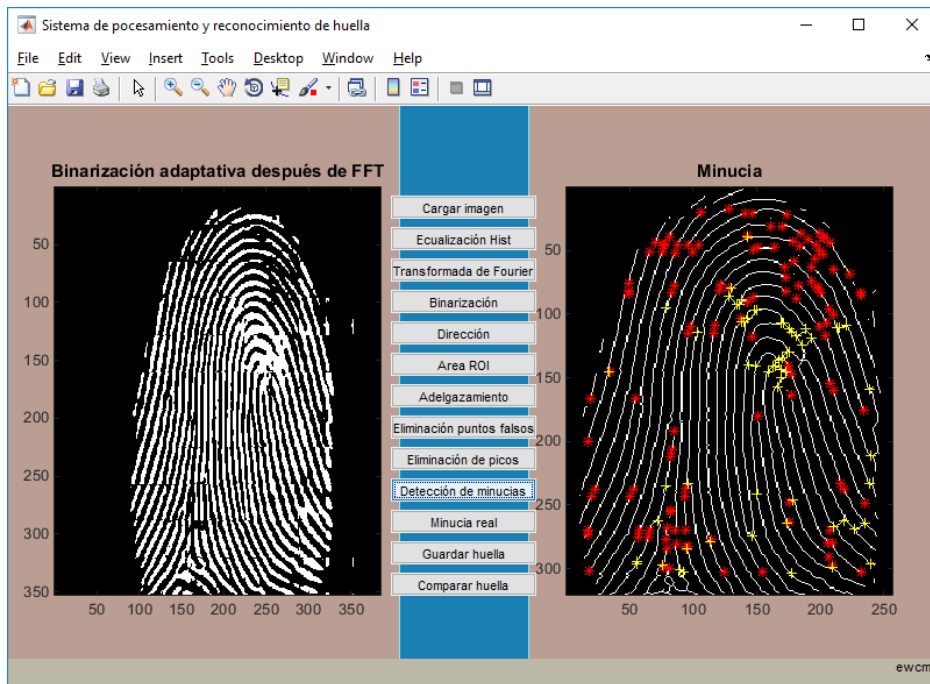 Sistema de pocesamiento y reconocimiento de huella
File Edit View Insert Tools Desktop Window Help
Binarización adaptativa después de FFT
50
100
150
200
250
300
350
50 100 150 200 250 300 350
Cargar imagen
Ecualización Hist
Transformada de Fourier
Binarización
Dirección
Area ROI
Adelgazamiento
Eliminación puntos falsos
Eliminación de picos
Detección de minucias
Minucia real
Guardar huella
Comparar huella
Minucia
50
100
150
200
250
300
50 100 150 200 250
ewcm